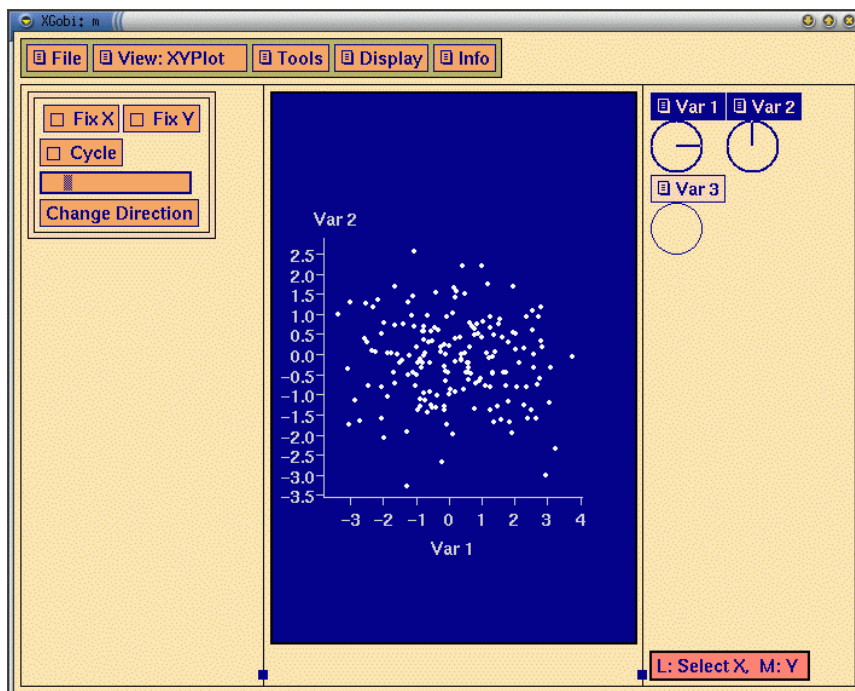 XGobi: m
File View: XYPlot Tools Display Info
Fix X Fix Y
Cycle
Change Direction
Var 1 Var 2
Var 3
Var 2
2.5
2.0
1.5
1.0
0.5
0.0
-0.5
-1.0
-1.5
-2.0
-2.5
-3.0
-3.5
-3 -2 -1 0 1 2 3 4
Var 1
L: Select X, M: Y